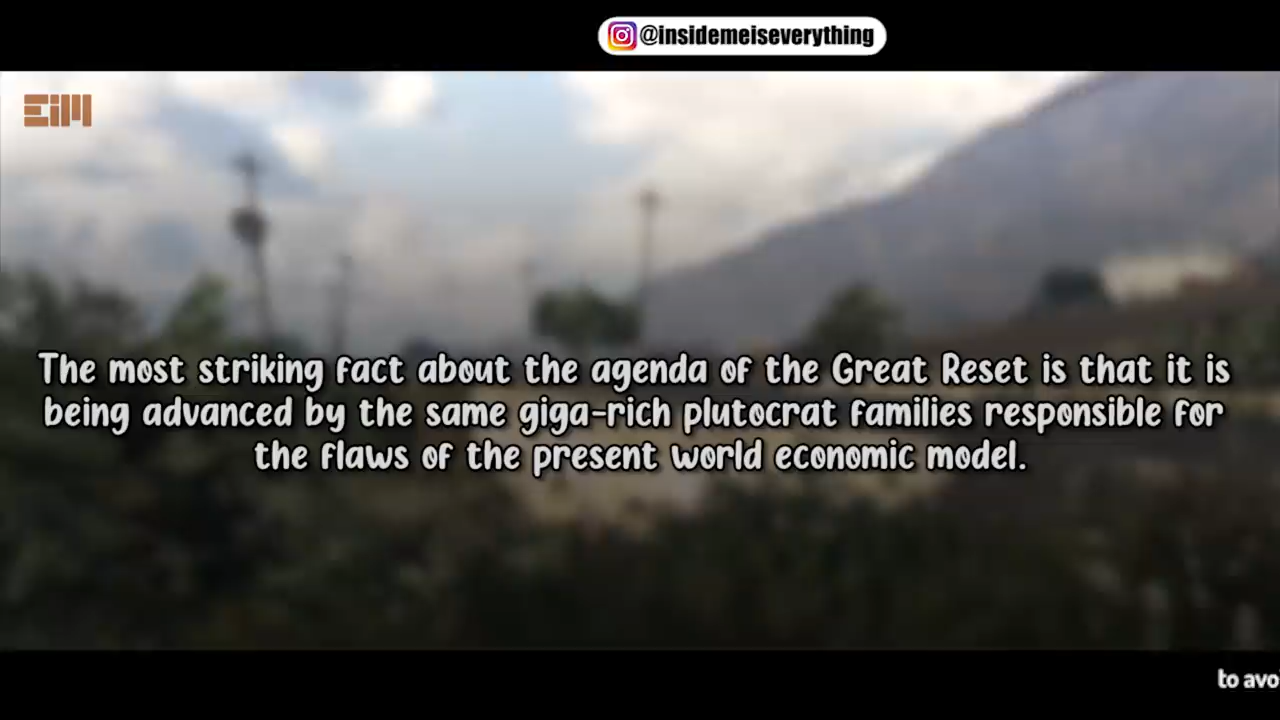 @insidemeiseverything
EiM
The most striking fact about the agenda of the Great Reset is that it is
being advanced by the same giga-rich plutocrat families responsible for
the flaws of the present world economic model.
to avo